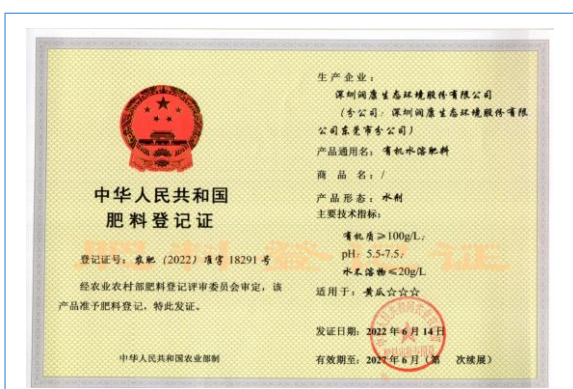 中华人民共和国
肥料登记证
登记证号：农肥（2022）准字 18291 号
经农业农村部肥料登记评审委员会审定，该
产品准予肥料登记，特此发证。
中华人民共和国农业部制
生产企业：
深圳润康生态环境股份有限公司
（分公司：深圳润康生态环境股份有限
公司东莞市分公司）
产品通用名：有机水溶肥料
商 品 名：/
产品形态：水剂
主要技术指标：
有机质≥100g/L；
pH：5.5-7.5；
水不溶物≤20g/L
适用于：黄瓜☆☆☆
发证日期：2022 年 6 月 14 日
有效期至：2027 年 6 月（第 次续展）